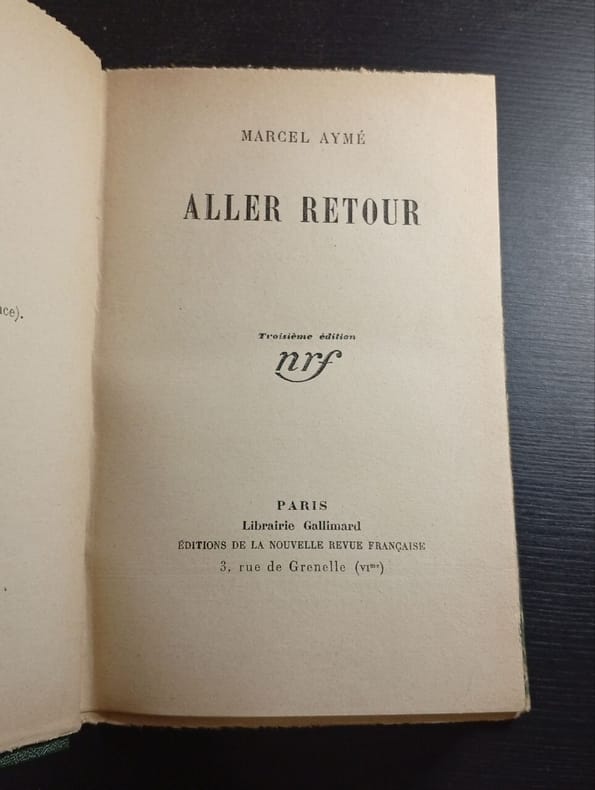 MARCEL AYMÉ
ALLER RETOUR
Troisième édition
nrf
PARIS
Librairie Gallimard
ÉDITIONS DE LA NOUVELLE REVUE FRANÇAISE
3, rue de Grenelle (VIme)